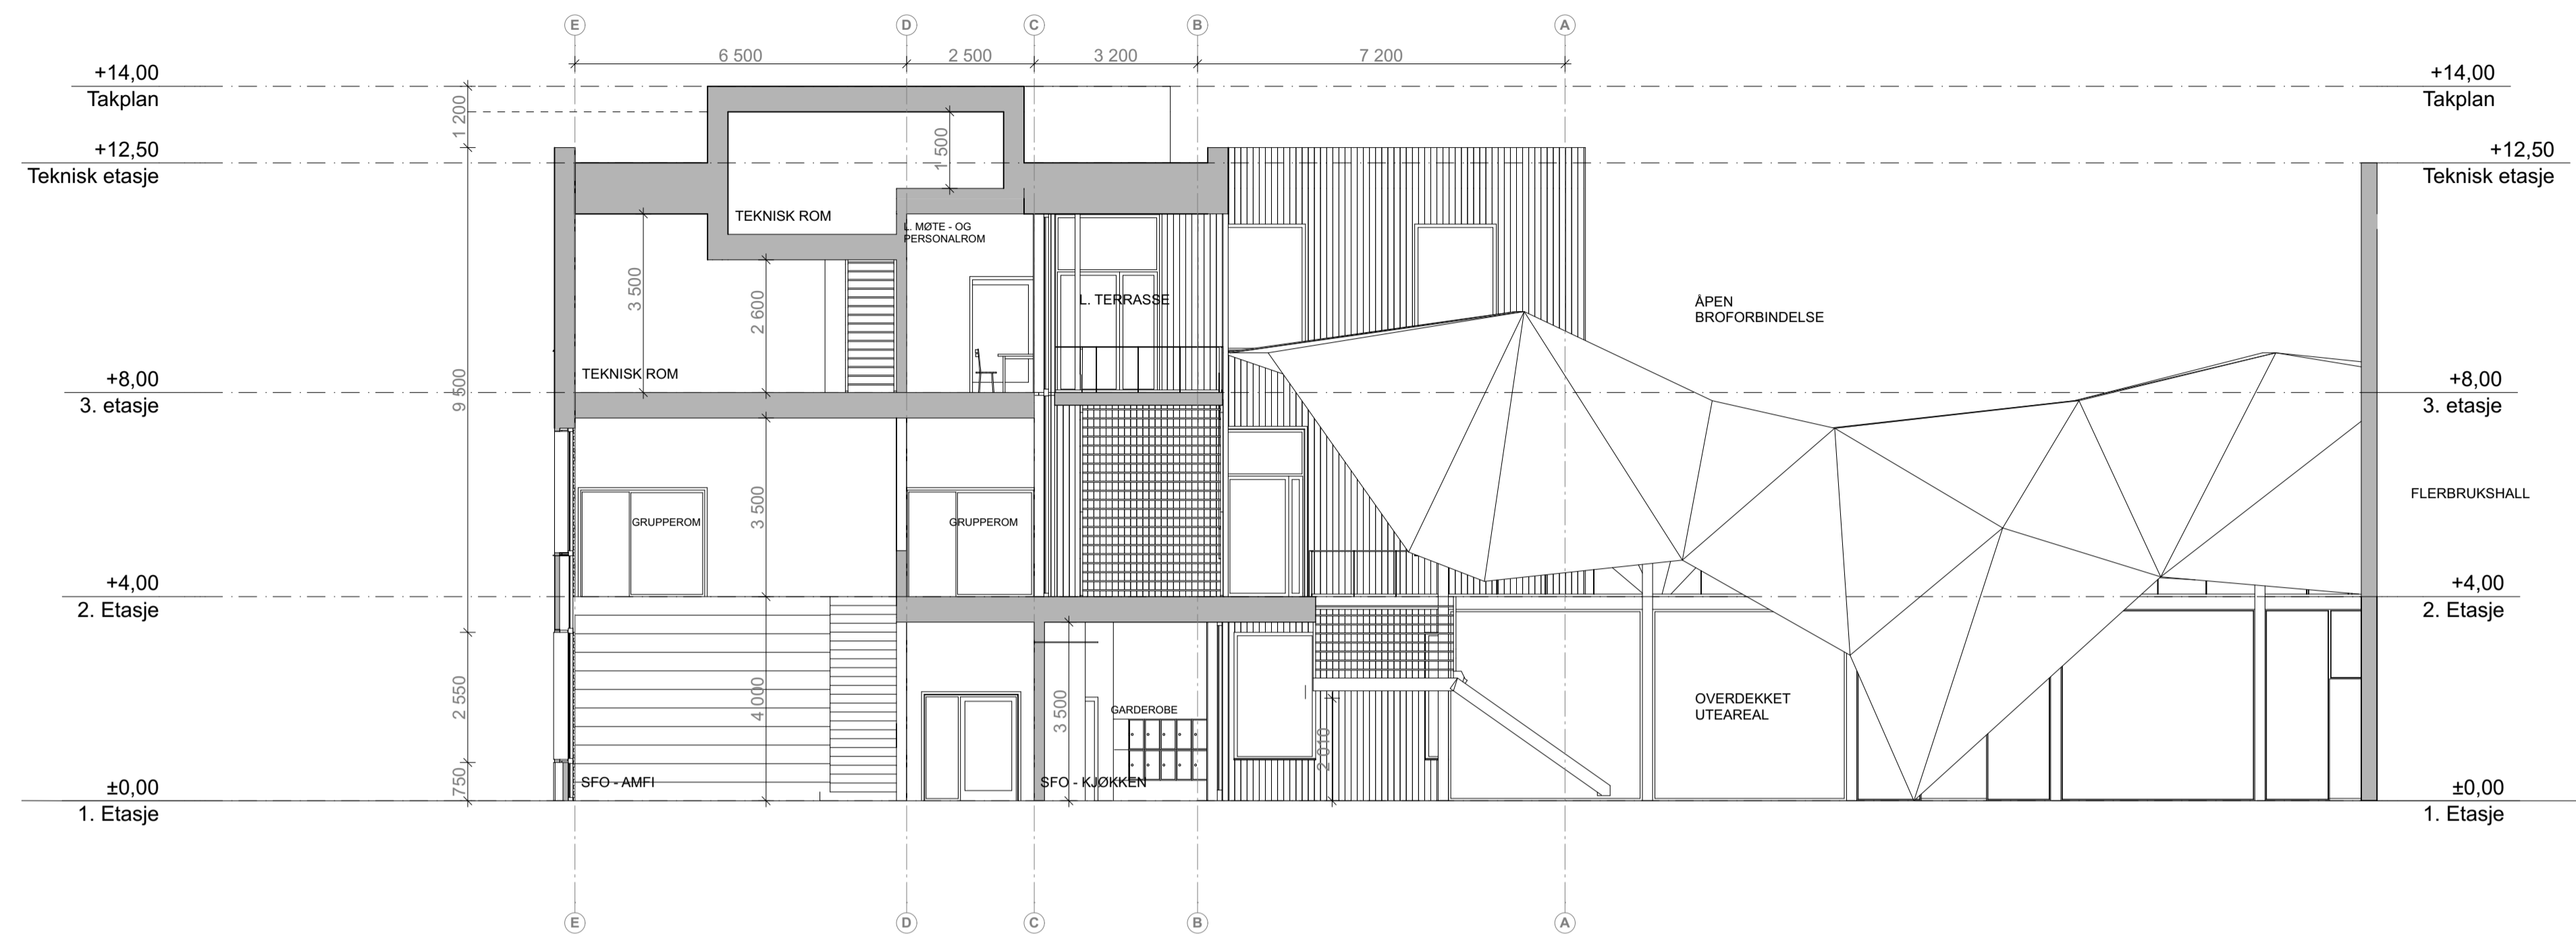 E
D
C
B
A
6 500
2 500
3 200
7 200
+14,00
Takplan
+14,00
Takplan
1 200
+12,50
Teknisk etasje
1 500
+12,50
Teknisk etasje
TEKNISK ROM
L. MØTE - OG
PERSONALROM
3 500
2 600
L. TERRASSE
ÅPEN
BROFORBINDELSE
TEKNISK ROM
+8,00
3. etasje
9 500
+8,00
3. etasje
3 500
GRUPPEROM
GRUPPEROM
FLERBRUKSHALL
+4,00
2. Etasje
+4,00
2. Etasje
2 550
4 000
3 500
GARDEROBE
2 010
OVERDEKKET
UTEAREAL
750
SFO - AMFI
SFO - KJØKKEN
±0,00
1. Etasje
±0,00
1. Etasje
E
D
C
B
A